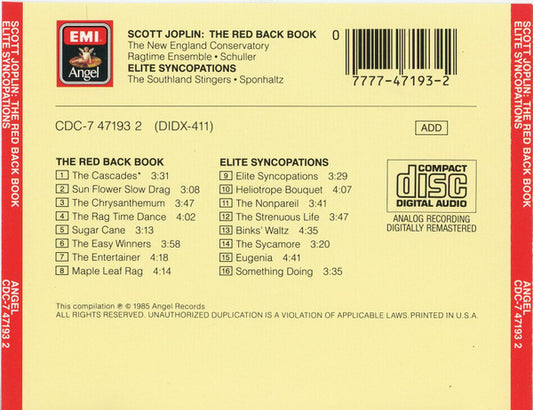 SCOTT JOPLIN: THE RED BACK BOOK
ELITE SYNCOPATIONS
ANGEL
CDC-7 47193 2
EMI
Angel
SCOTT JOPLIN: THE RED BACK BOOK
The New England Conservatory
Ragtime Ensemble • Schuller
ELITE SYNCOPATIONS
The Southland Stingers • Sponhaltz
0
7777-47193-2
CDC-7 47193 2 (DIDX-411)
ADD
THE RED BACK BOOK
1 The Cascades* 3:31
2 Sun Flower Slow Drag 3:08
3 The Chrysanthemum 3:47
4 The Rag Time Dance 4:02
5 Sugar Cane 3:13
6 The Easy Winners 3:58
7 The Entertainer 4:18
8 Maple Leaf Rag 4:14
ELITE SYNCOPATIONS
9 Elite Syncopations 3:29
10 Heliotrope Bouquet 4:07
11 The Nonpareil 3:41
12 The Strenuous Life 3:47
13 Binks' Waltz 4:35
14 The Sycamore 3:20
15 Eugenia 4:41
16 Something Doing 3:35
COMPACT
disc
DIGITAL AUDIO
ANALOG RECORDING
DIGITALLY REMASTERED
This compilation ℗ © 1985 Angel Records
ALL RIGHTS RESERVED. UNAUTHORIZED DUPLICATION IS A VIOLATION OF APPLICABLE LAWS. PRINTED IN U.S.A.
SCOTT JOPLIN: THE RED BACK BOOK
ELITE SYNCOPATIONS
ANGEL
CDC-7 47193 2